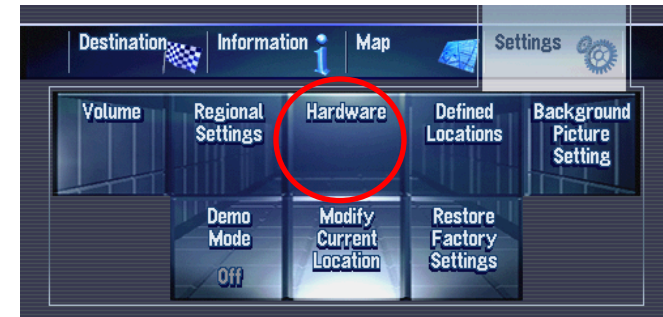 Destination Information Map Settings
Volume Regional Settings Hardware Defined Locations Background Picture Setting
Demo Mode Off Modify Current Location Restore Factory Settings